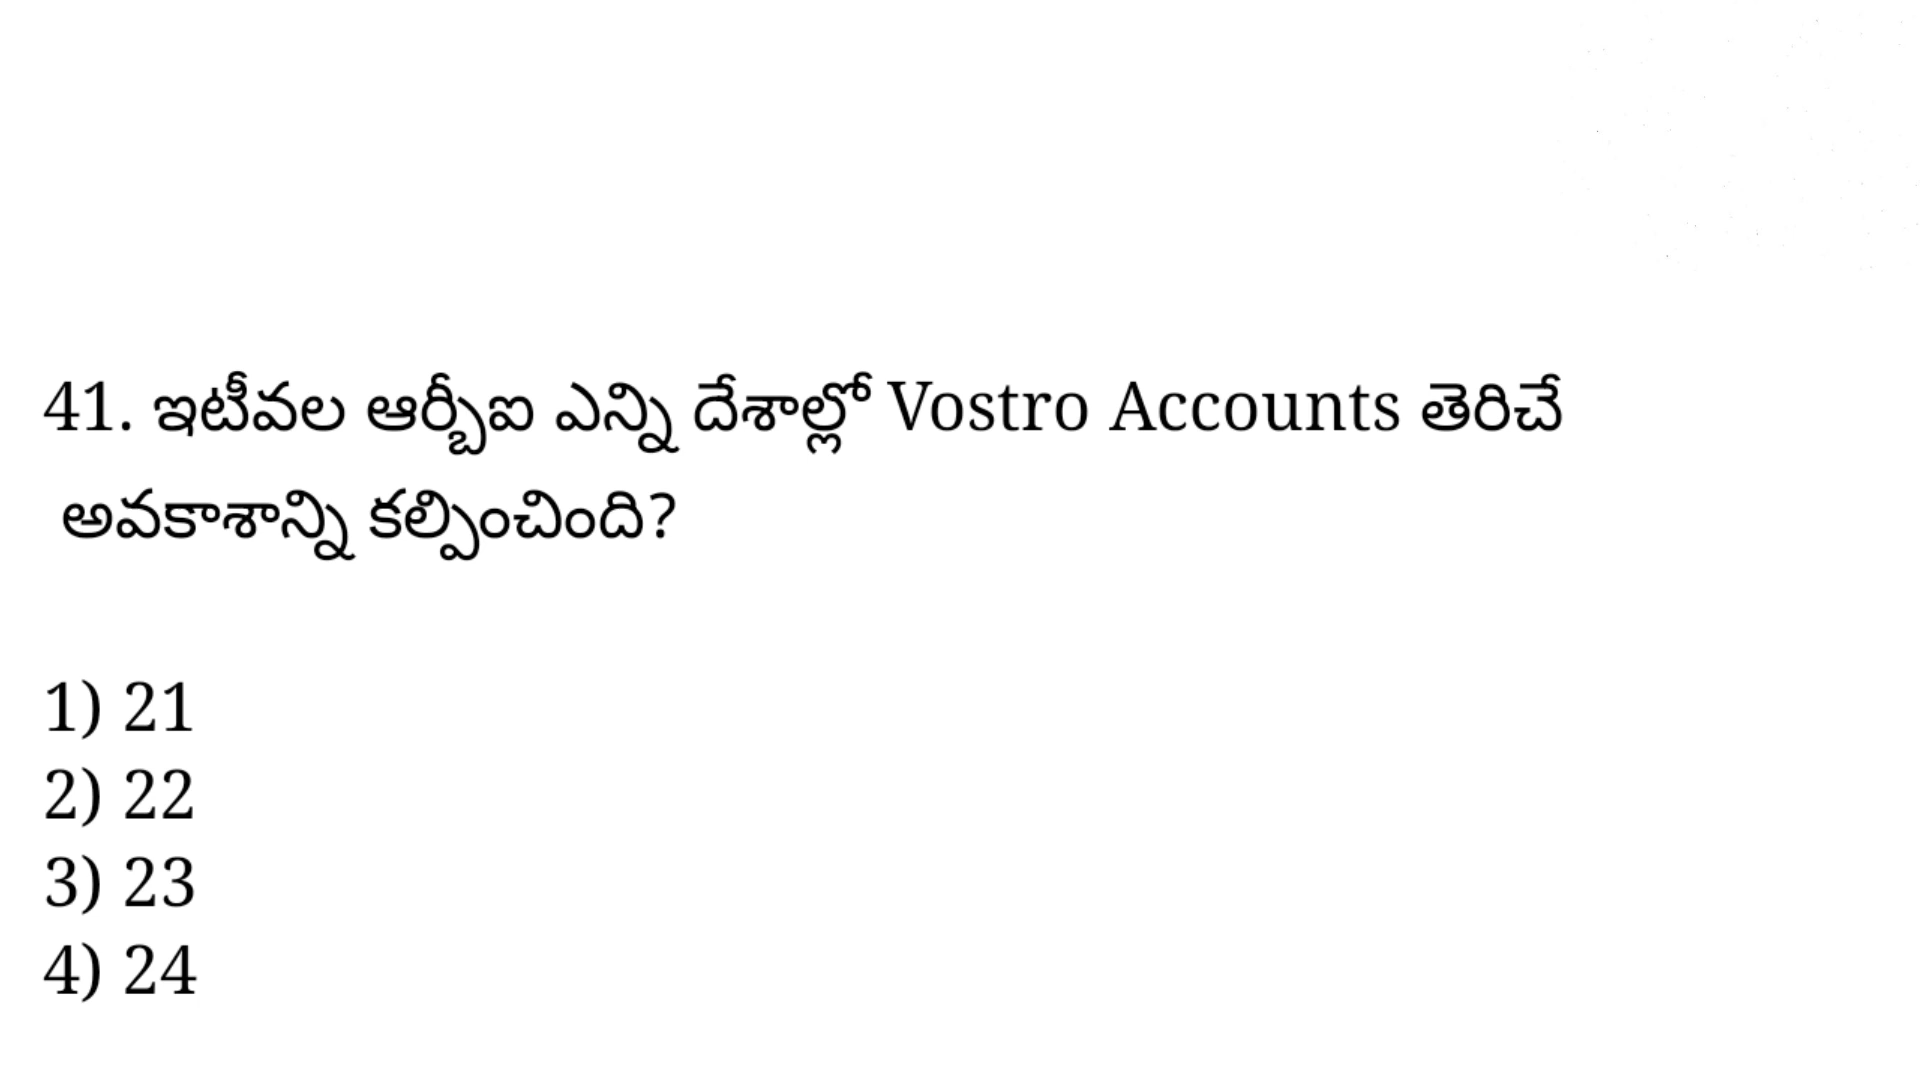 41. ఇటీవల ఆర్బీఐ ఎన్ని దేశాల్లో Vostro Accounts తెరిచే
అవకాశాన్ని కల్పించింది?
1) 21
2) 22
3) 23
4) 24